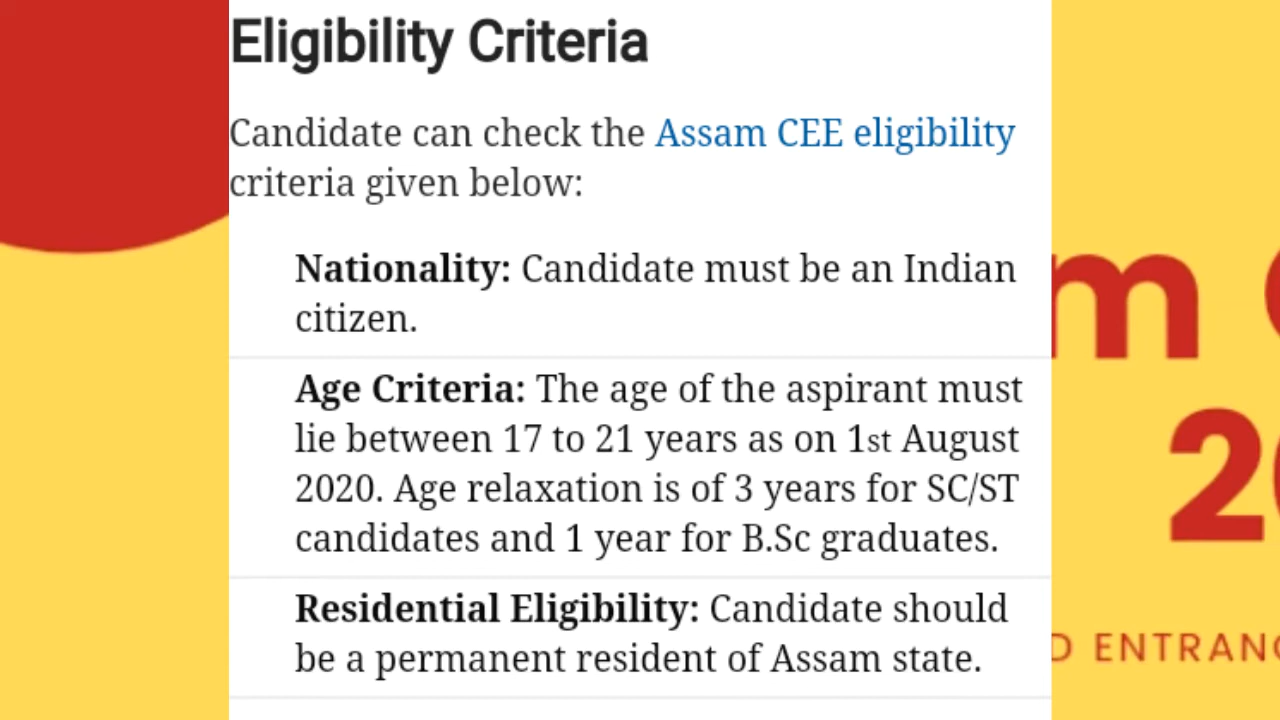 Eligibility Criteria
Candidate can check the Assam CEE eligibility
criteria given below:
Nationality: Candidate must be an Indian
citizen.
Age Criteria: The age of the aspirant must
lie between 17 to 21 years as on 1st August
2020. Age relaxation is of 3 years for SC/ST
candidates and 1 year for B.Sc graduates.
Residential Eligibility: Candidate should
be a permanent resident of Assam state.